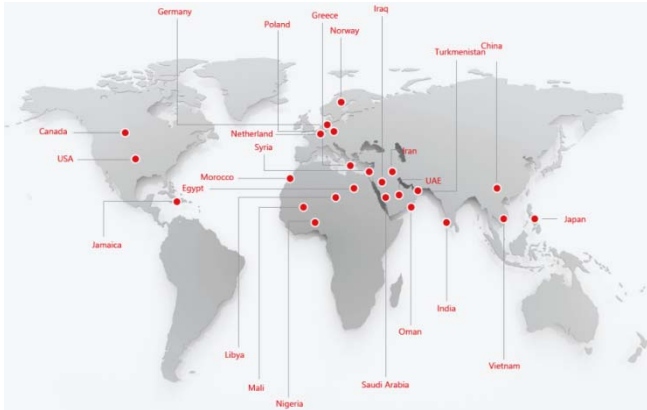 Germany
Greece
Iraq
Poland
Norway
Turkmenistan
China
Canada
Netherland
Syria
Iran
USA
Morocco
Egypt
UAE
Jamaica
Japan
India
Oman
Libya
Vietnam
Mali
Saudi Arabia
Nigeria